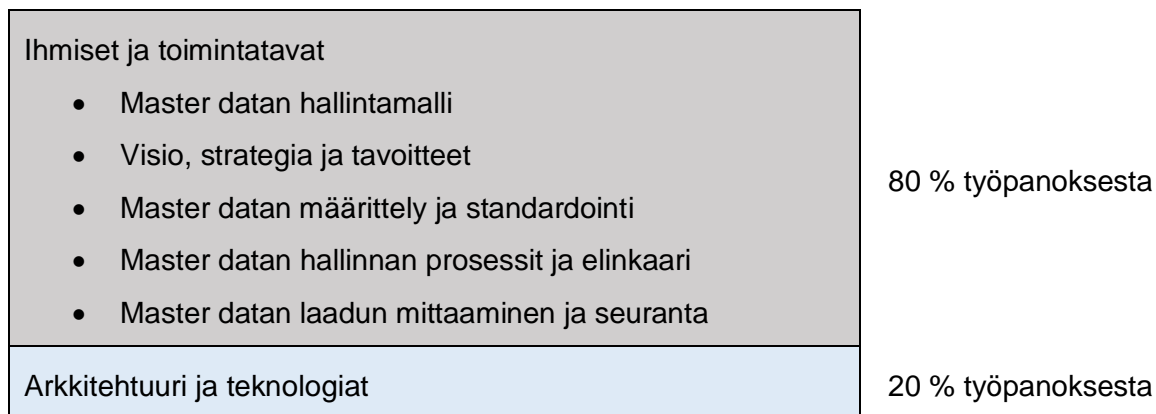 Ihmiset ja toimintatavat
• Master datan hallintamalli
• Visio, strategia ja tavoitteet
• Master datan määrittely ja standardointi
• Master datan hallinnan prosessit ja elinkaari
• Master datan laadun mittaaminen ja seuranta
80 % työpanoksesta
Arkkitehtuuri ja teknologiat
20 % työpanoksesta